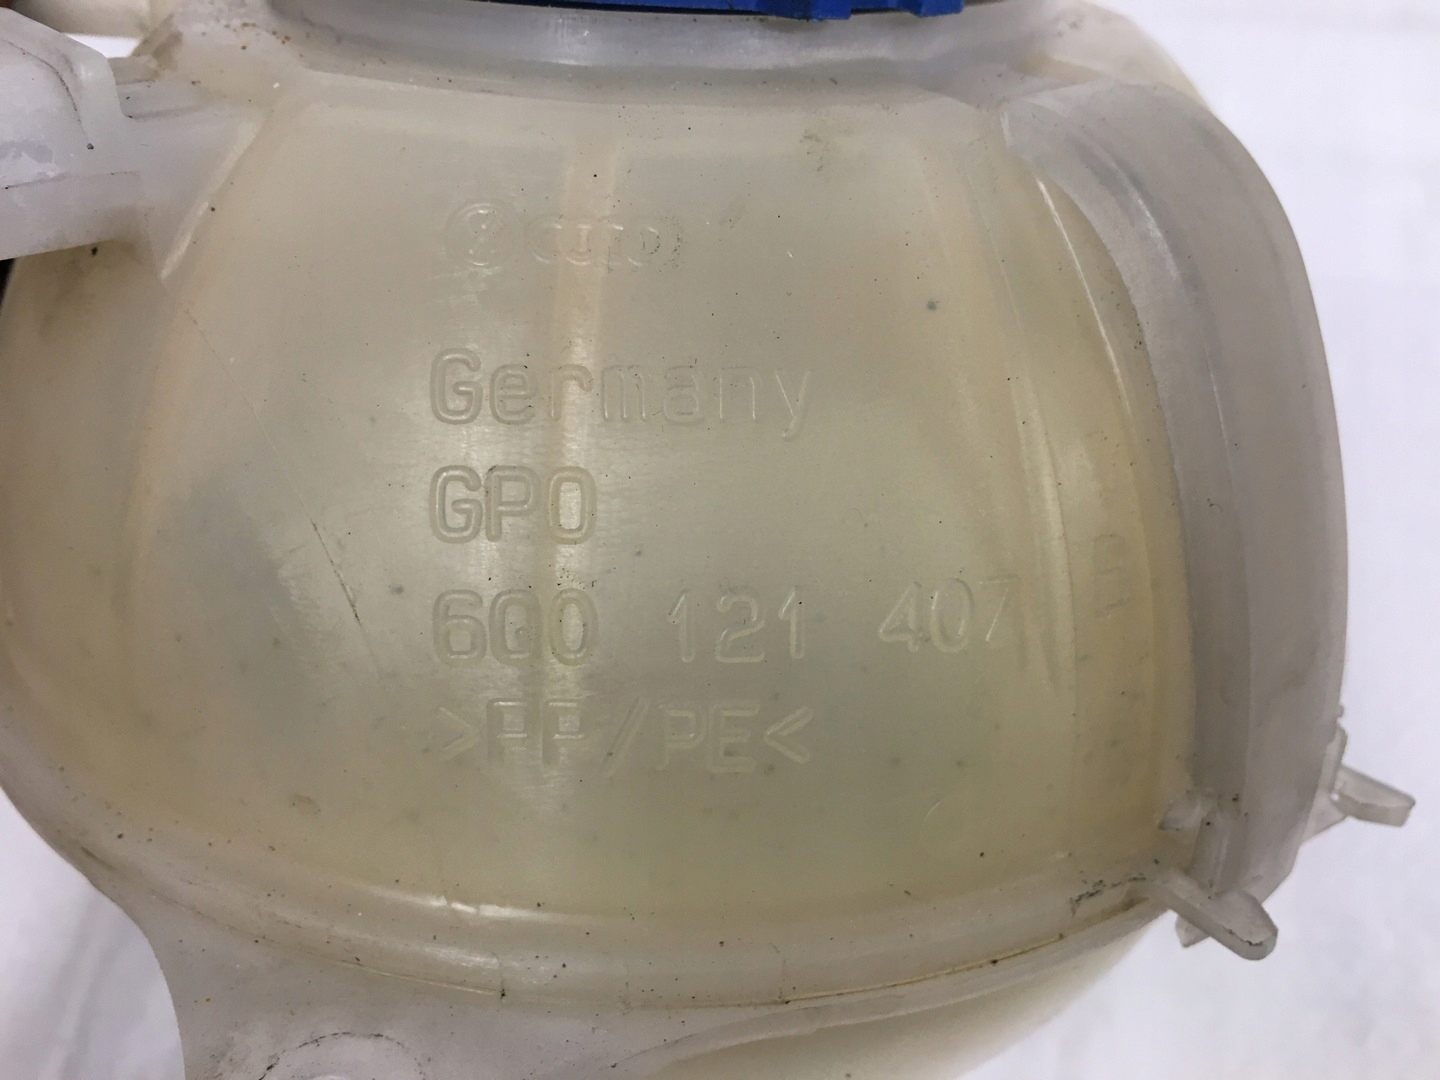 Germany
GPO
6Q0 121 407
>PP/PE<